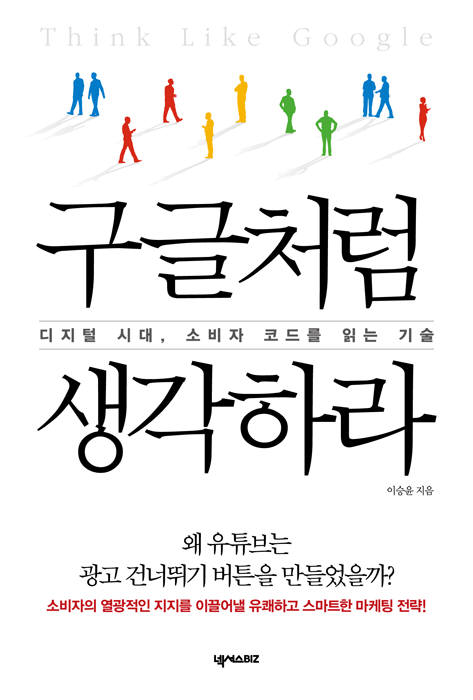 Think Like Google
구글처럼
디지털 시대, 소비자 코드를 읽는 기술
생각하라
이승윤 지음
왜 유튜브는
광고 건너뛰기 버튼을 만들었을까?
소비자의 열광적인 지지를 이끌어낼 유쾌하고 스마트한 마케팅 전략!
넥서스BIZ